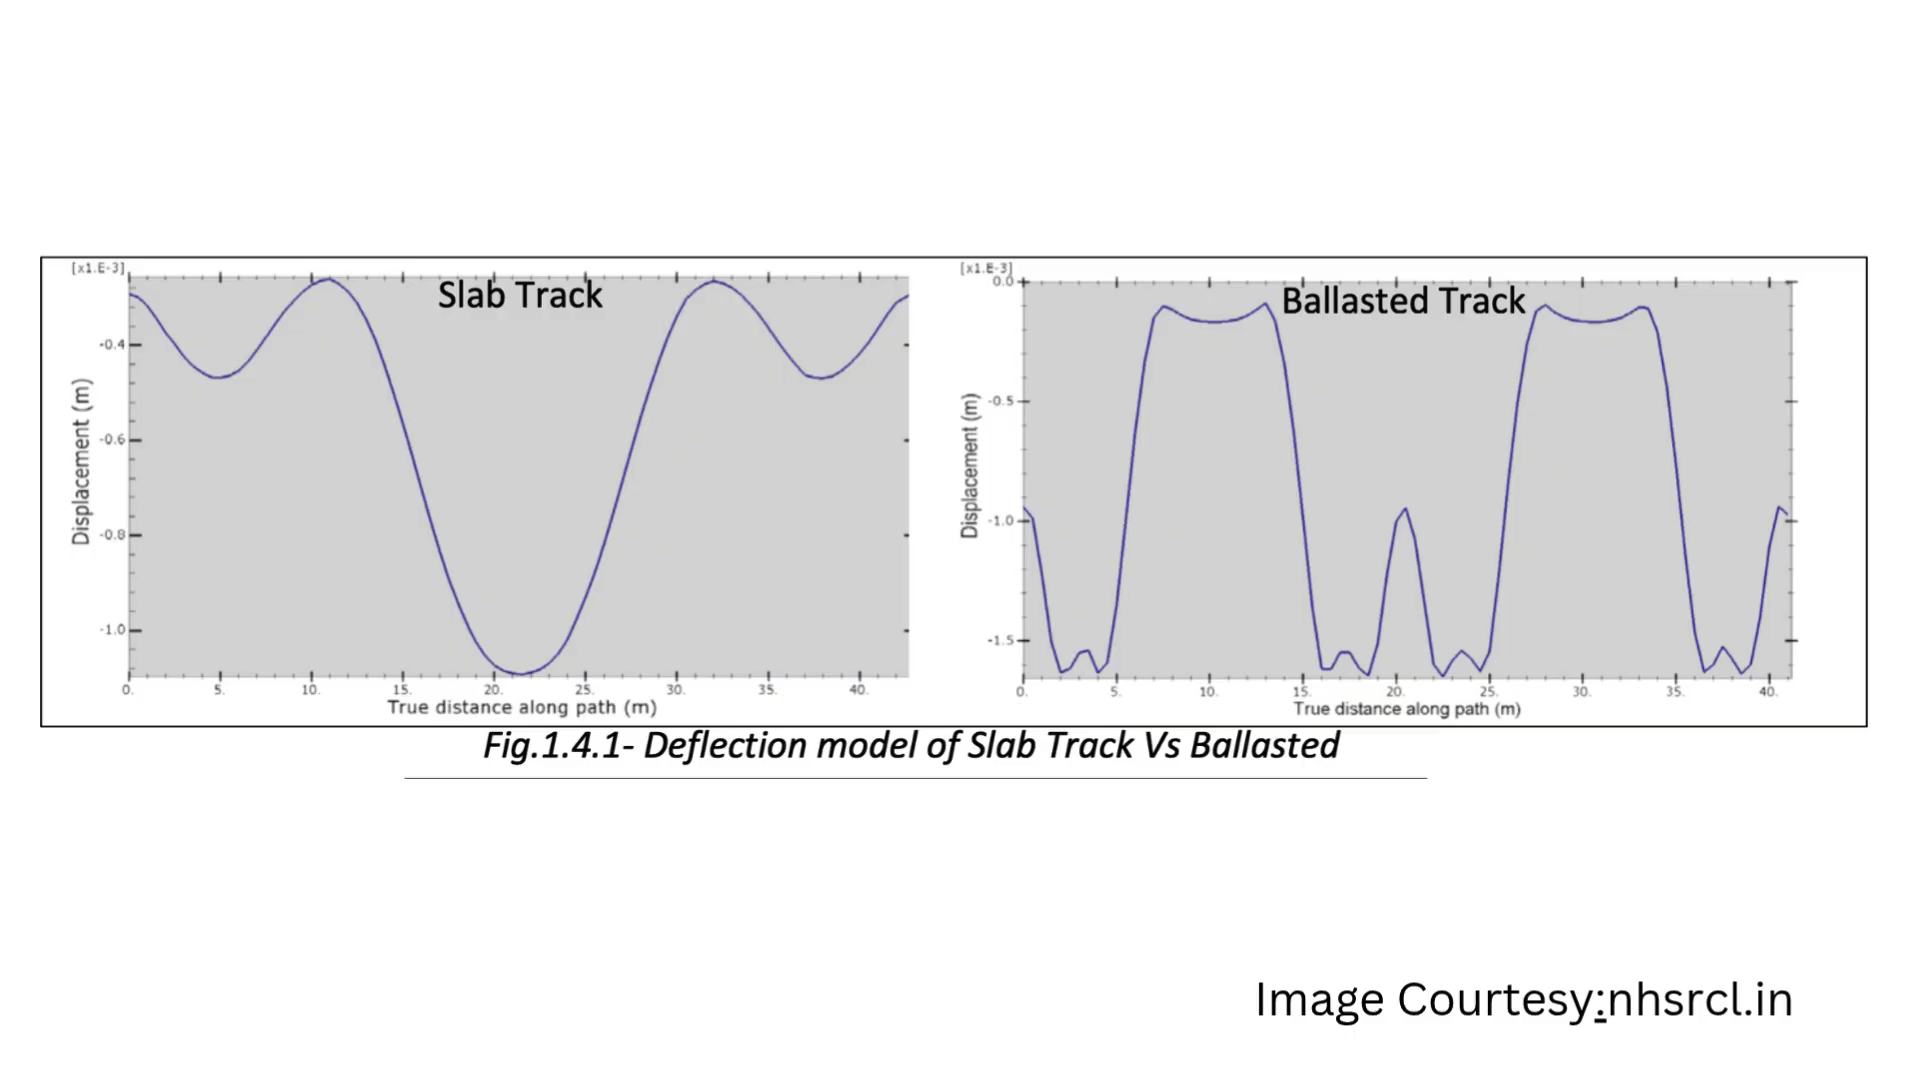 [x1.E-3]
Slab Track
-0.4
-0.6
-0.8
-1.0
Displacement (m)
0. 5. 10. 15. 20. 25. 30. 35. 40.
True distance along path (m)
[x1.E-3]
Ballasted Track
0.0
-0.5
-1.0
-1.5
Displacement (m)
0. 5. 10. 15. 20. 25. 30. 35. 40.
True distance along path (m)
Fig.1.4.1- Deflection model of Slab Track Vs Ballasted
Image Courtesy:nhsrcl.in